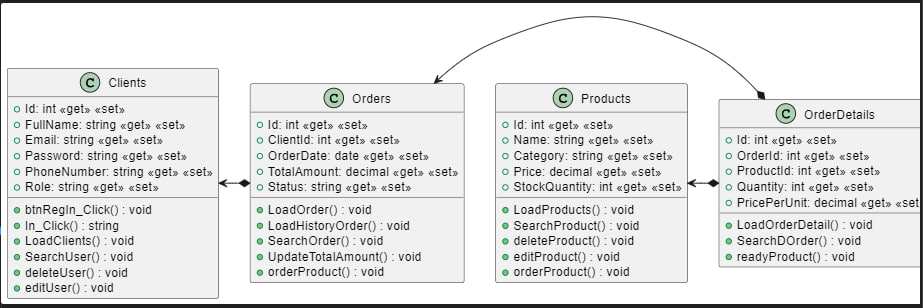 C Clients
Id: int «get» «set»
FullName: string «get» «set»
Email: string «get» «set»
Password: string «get» «set»
PhoneNumber: string «get» «set»
Role: string «get» «set»
btnRegIn_Click() : void
In_Click() : string
LoadClients() : void
SearchUser() : void
deleteUser() : void
editUser() : void
C Orders
Id: int «get» «set»
ClientId: int «get» «set»
OrderDate: date «get» «set»
TotalAmount: decimal «get» «set»
Status: string «get» «set»
LoadOrder() : void
LoadHistoryOrder() : void
SearchOrder() : void
UpdateTotalAmount() : void
orderProduct() : void
C Products
Id: int «get» «set»
Name: string «get» «set»
Category: string «get» «set»
Price: decimal «get» «set»
StockQuantity: int «get» «set»
LoadProducts() : void
SearchProduct() : void
deleteProduct() : void
editProduct() : void
orderProduct() : void
C OrderDetails
Id: int «get» «set»
OrderId: int «get» «set»
ProductId: int «get» «set»
Quantity: int «get» «set»
PricePerUnit: decimal «get» «set
LoadOrderDetail() : void
SearchDOrder() : void
readyProduct() : void